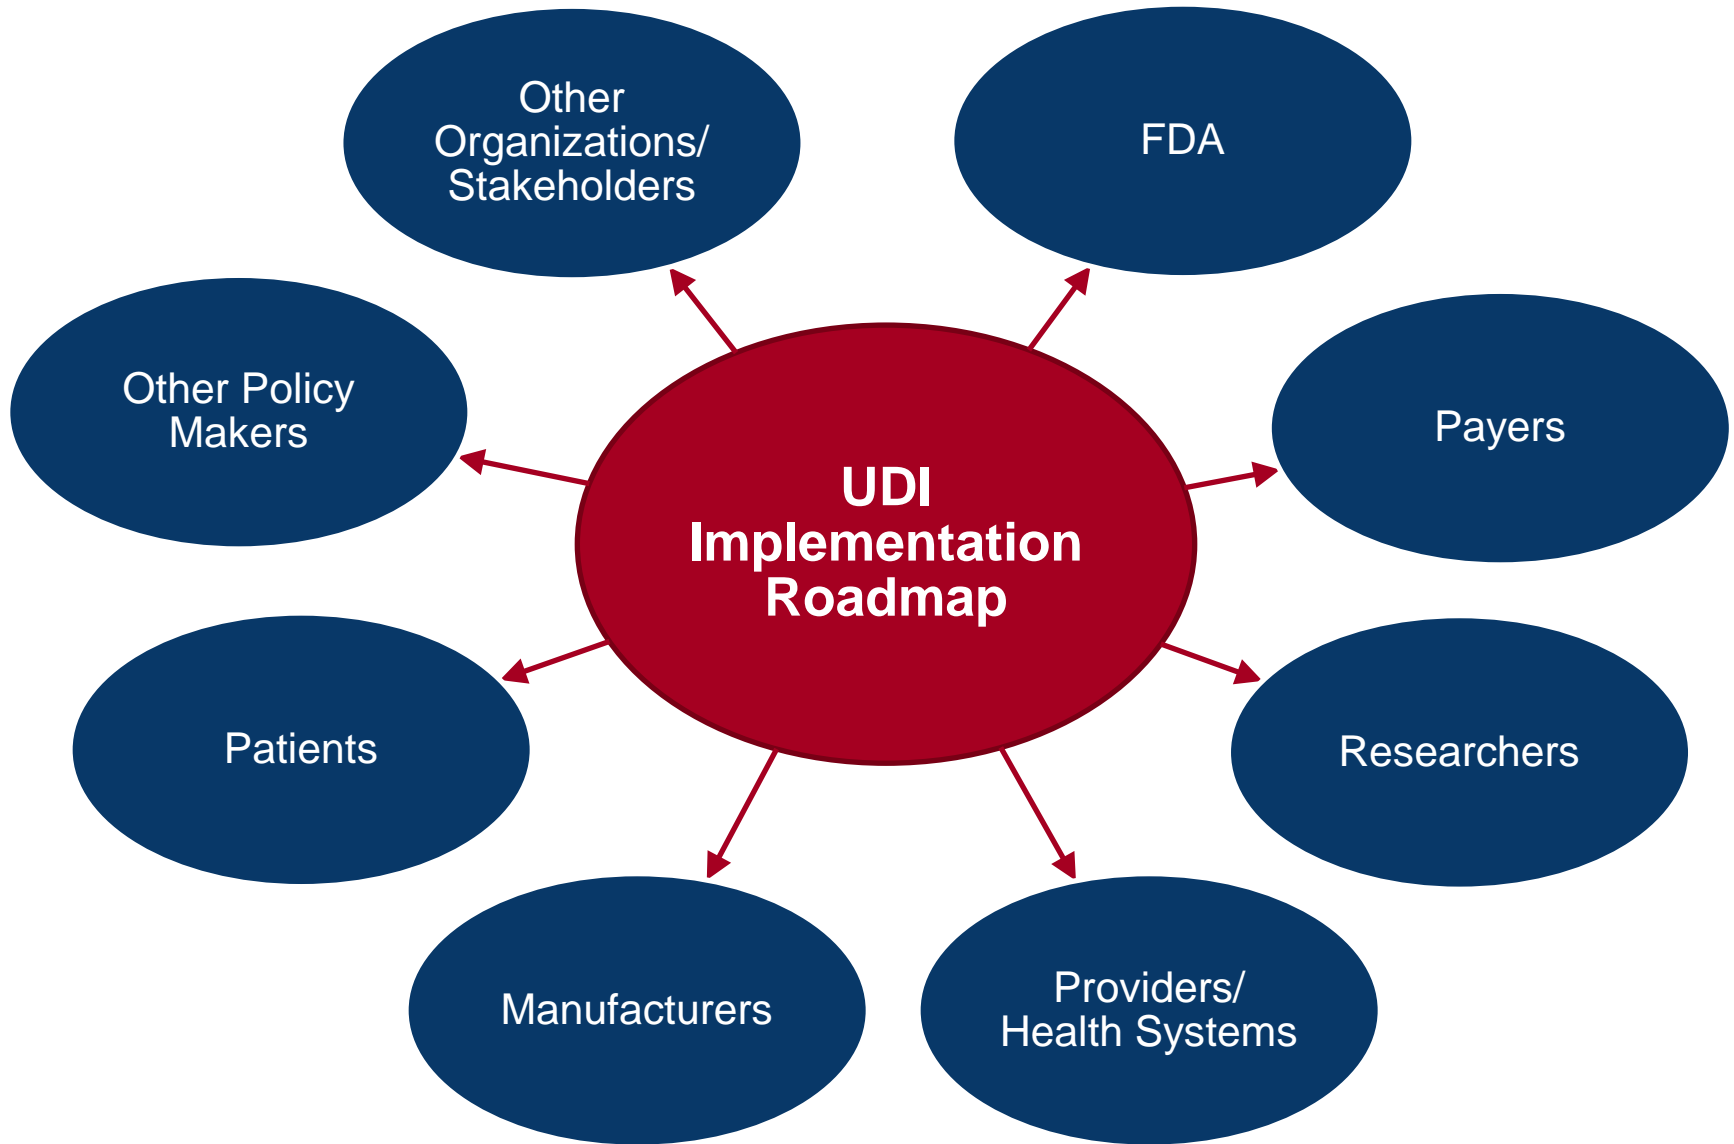 Other
Organizations/
Stakeholders
FDA
Other Policy
Makers
Payers
UDI
Implementation
Roadmap
Patients
Researchers
Manufacturers
Providers/
Health Systems